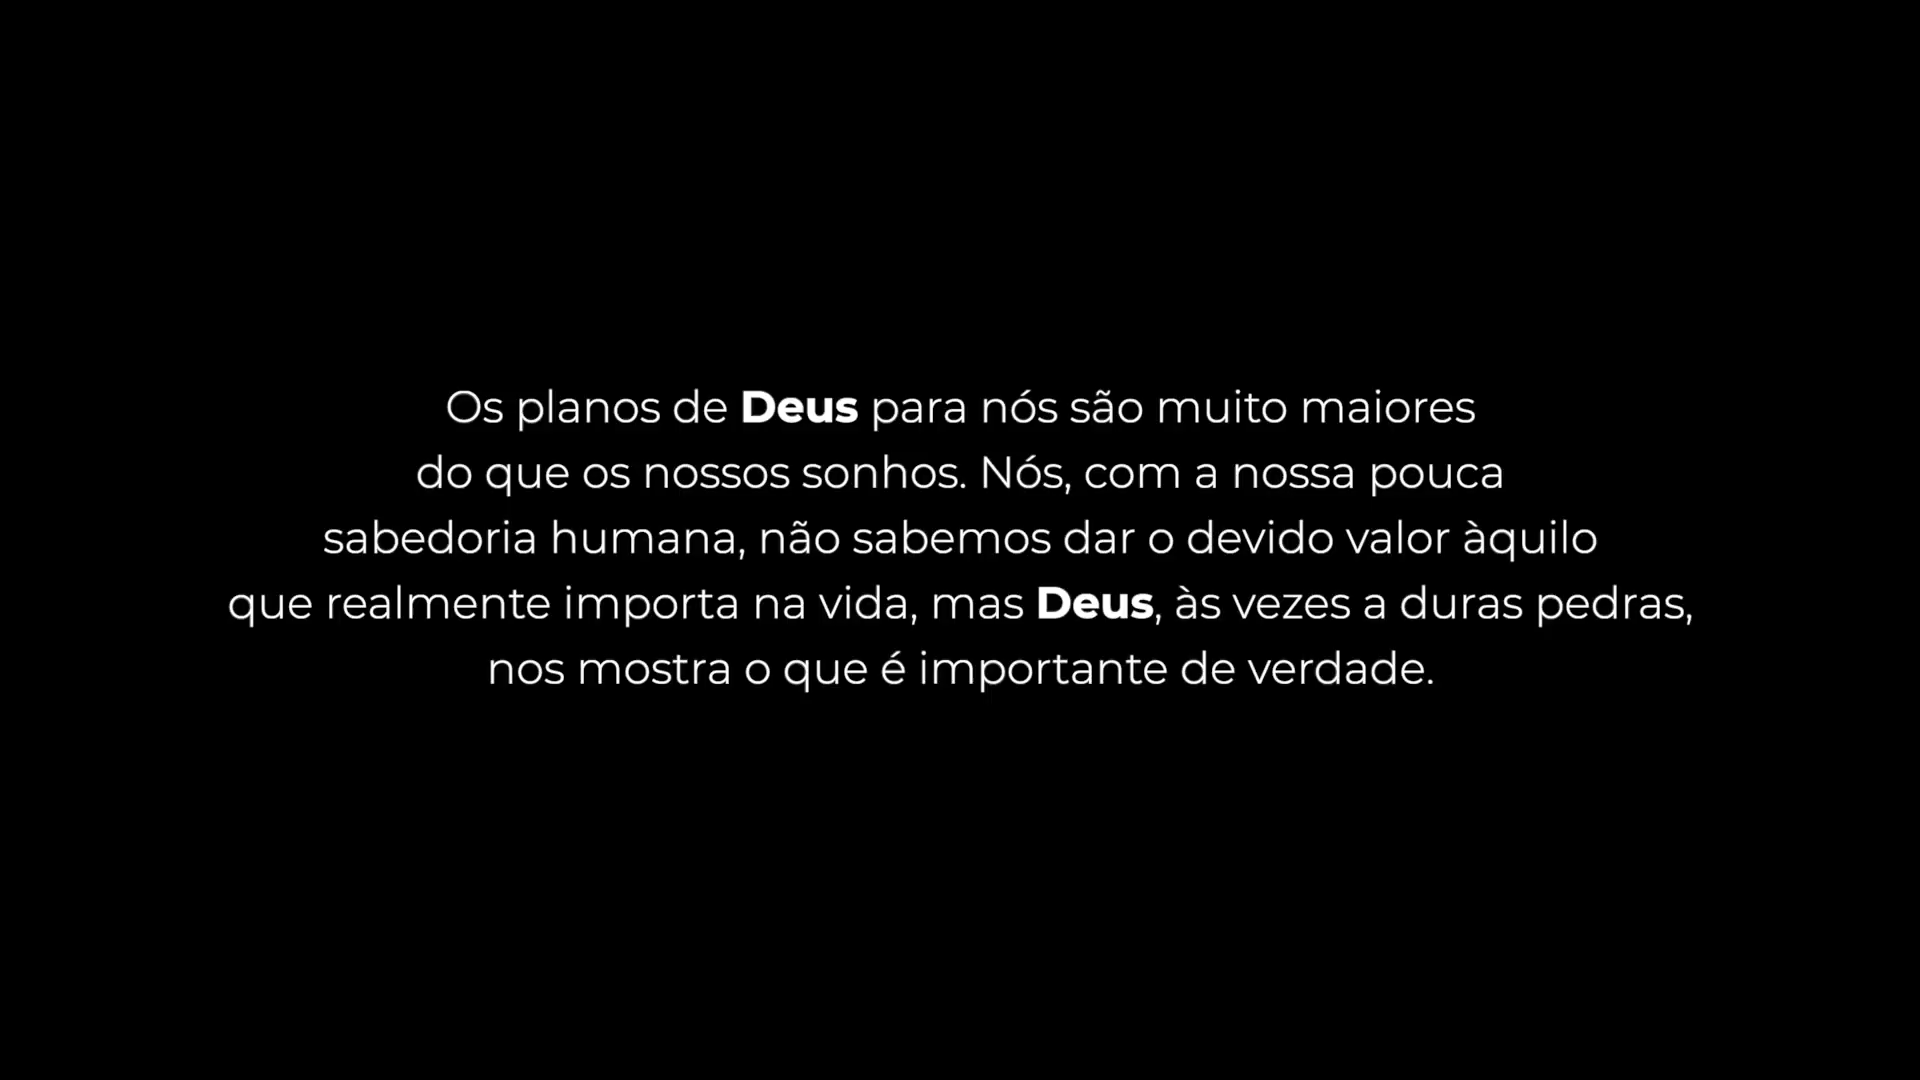 Os planos de Deus para nós são muito maiores
do que os nossos sonhos. Nós, com a nossa pouca
sabedoria humana, não sabemos dar o devido valor àquilo
que realmente importa na vida, mas Deus, às vezes a duras pedras,
nos mostra o que é importante de verdade.